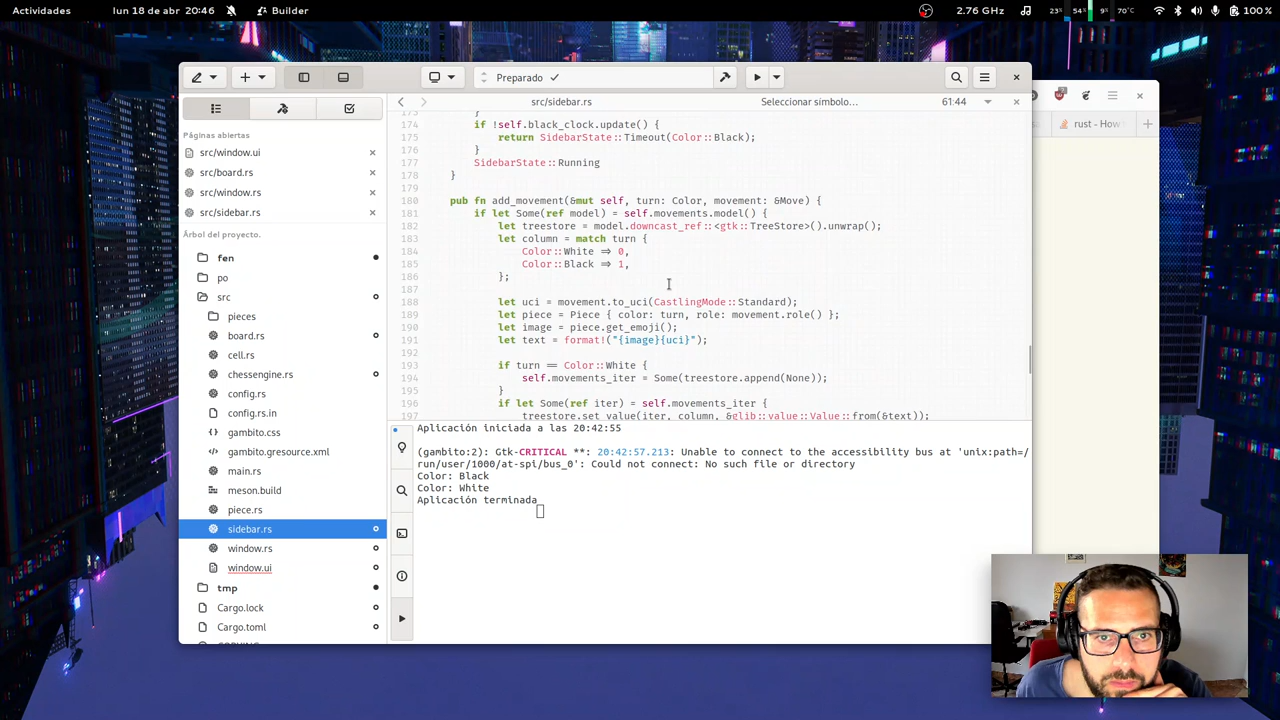 Actividades
lun 18 de abr
20:46
Builder
2.76 GHz
23%
54%
9%
70°C
100 %
Preparado
src/sidebar.rs
Seleccionar símbolo…
61:44
rust - How t
Páginas abiertas
src/window.ui
src/board.rs
src/window.rs
src/sidebar.rs
Árbol del proyecto.
fen
po
src
pieces
board.rs
cell.rs
chessengine.rs
config.rs
config.rs.in
gambito.css
gambito.gresource.xml
main.rs
meson.build
piece.rs
sidebar.rs
window.rs
window.ui
tmp
Cargo.lock
Cargo.toml
173 }
174 if !self.black_clock.update() {
175 return SidebarState::Timeout(Color::Black);
176 }
177 SidebarState::Running
178 }
179
180 pub fn add_movement(&mut self, turn: Color, movement: &Move) {
181 if let Some(ref model) = self.movements.model() {
182 let treestore = model.downcast_ref::<gtk::TreeStore>().unwrap();
183 let column = match turn {
184 Color::White => 0,
185 Color::Black => 1,
186 };
187
188 let uci = movement.to_uci(CastlingMode::Standard);
189 let piece = Piece { color: turn, role: movement.role() };
190 let image = piece.get_emoji();
191 let text = format!("{image}{uci}");
192
193 if turn == Color::White {
194 self.movements_iter = Some(treestore.append(None));
195 }
196 if let Some(ref iter) = self.movements_iter {
197 treestore.set_value(iter, column, &glib::value::Value::from(&text));
Aplicación iniciada a las 20:42:55
(gambito:2): Gtk-CRITICAL **: 20:42:57.213: Unable to connect to the accessibility bus at 'unix:path=/
run/user/1000/at-spi/bus_0': Could not connect: No such file or directory
Color: Black
Color: White
Aplicación terminada